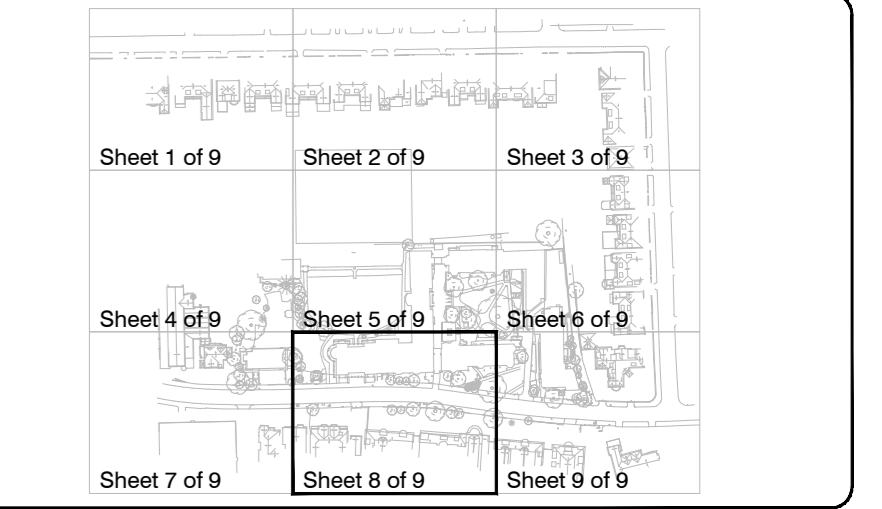 Sheet 1 of 9
Sheet 2 of 9
Sheet 3 of 9
Sheet 4 of 9
Sheet 5 of 9
Sheet 6 of 9
Sheet 7 of 9
Sheet 8 of 9
Sheet 9 of 9